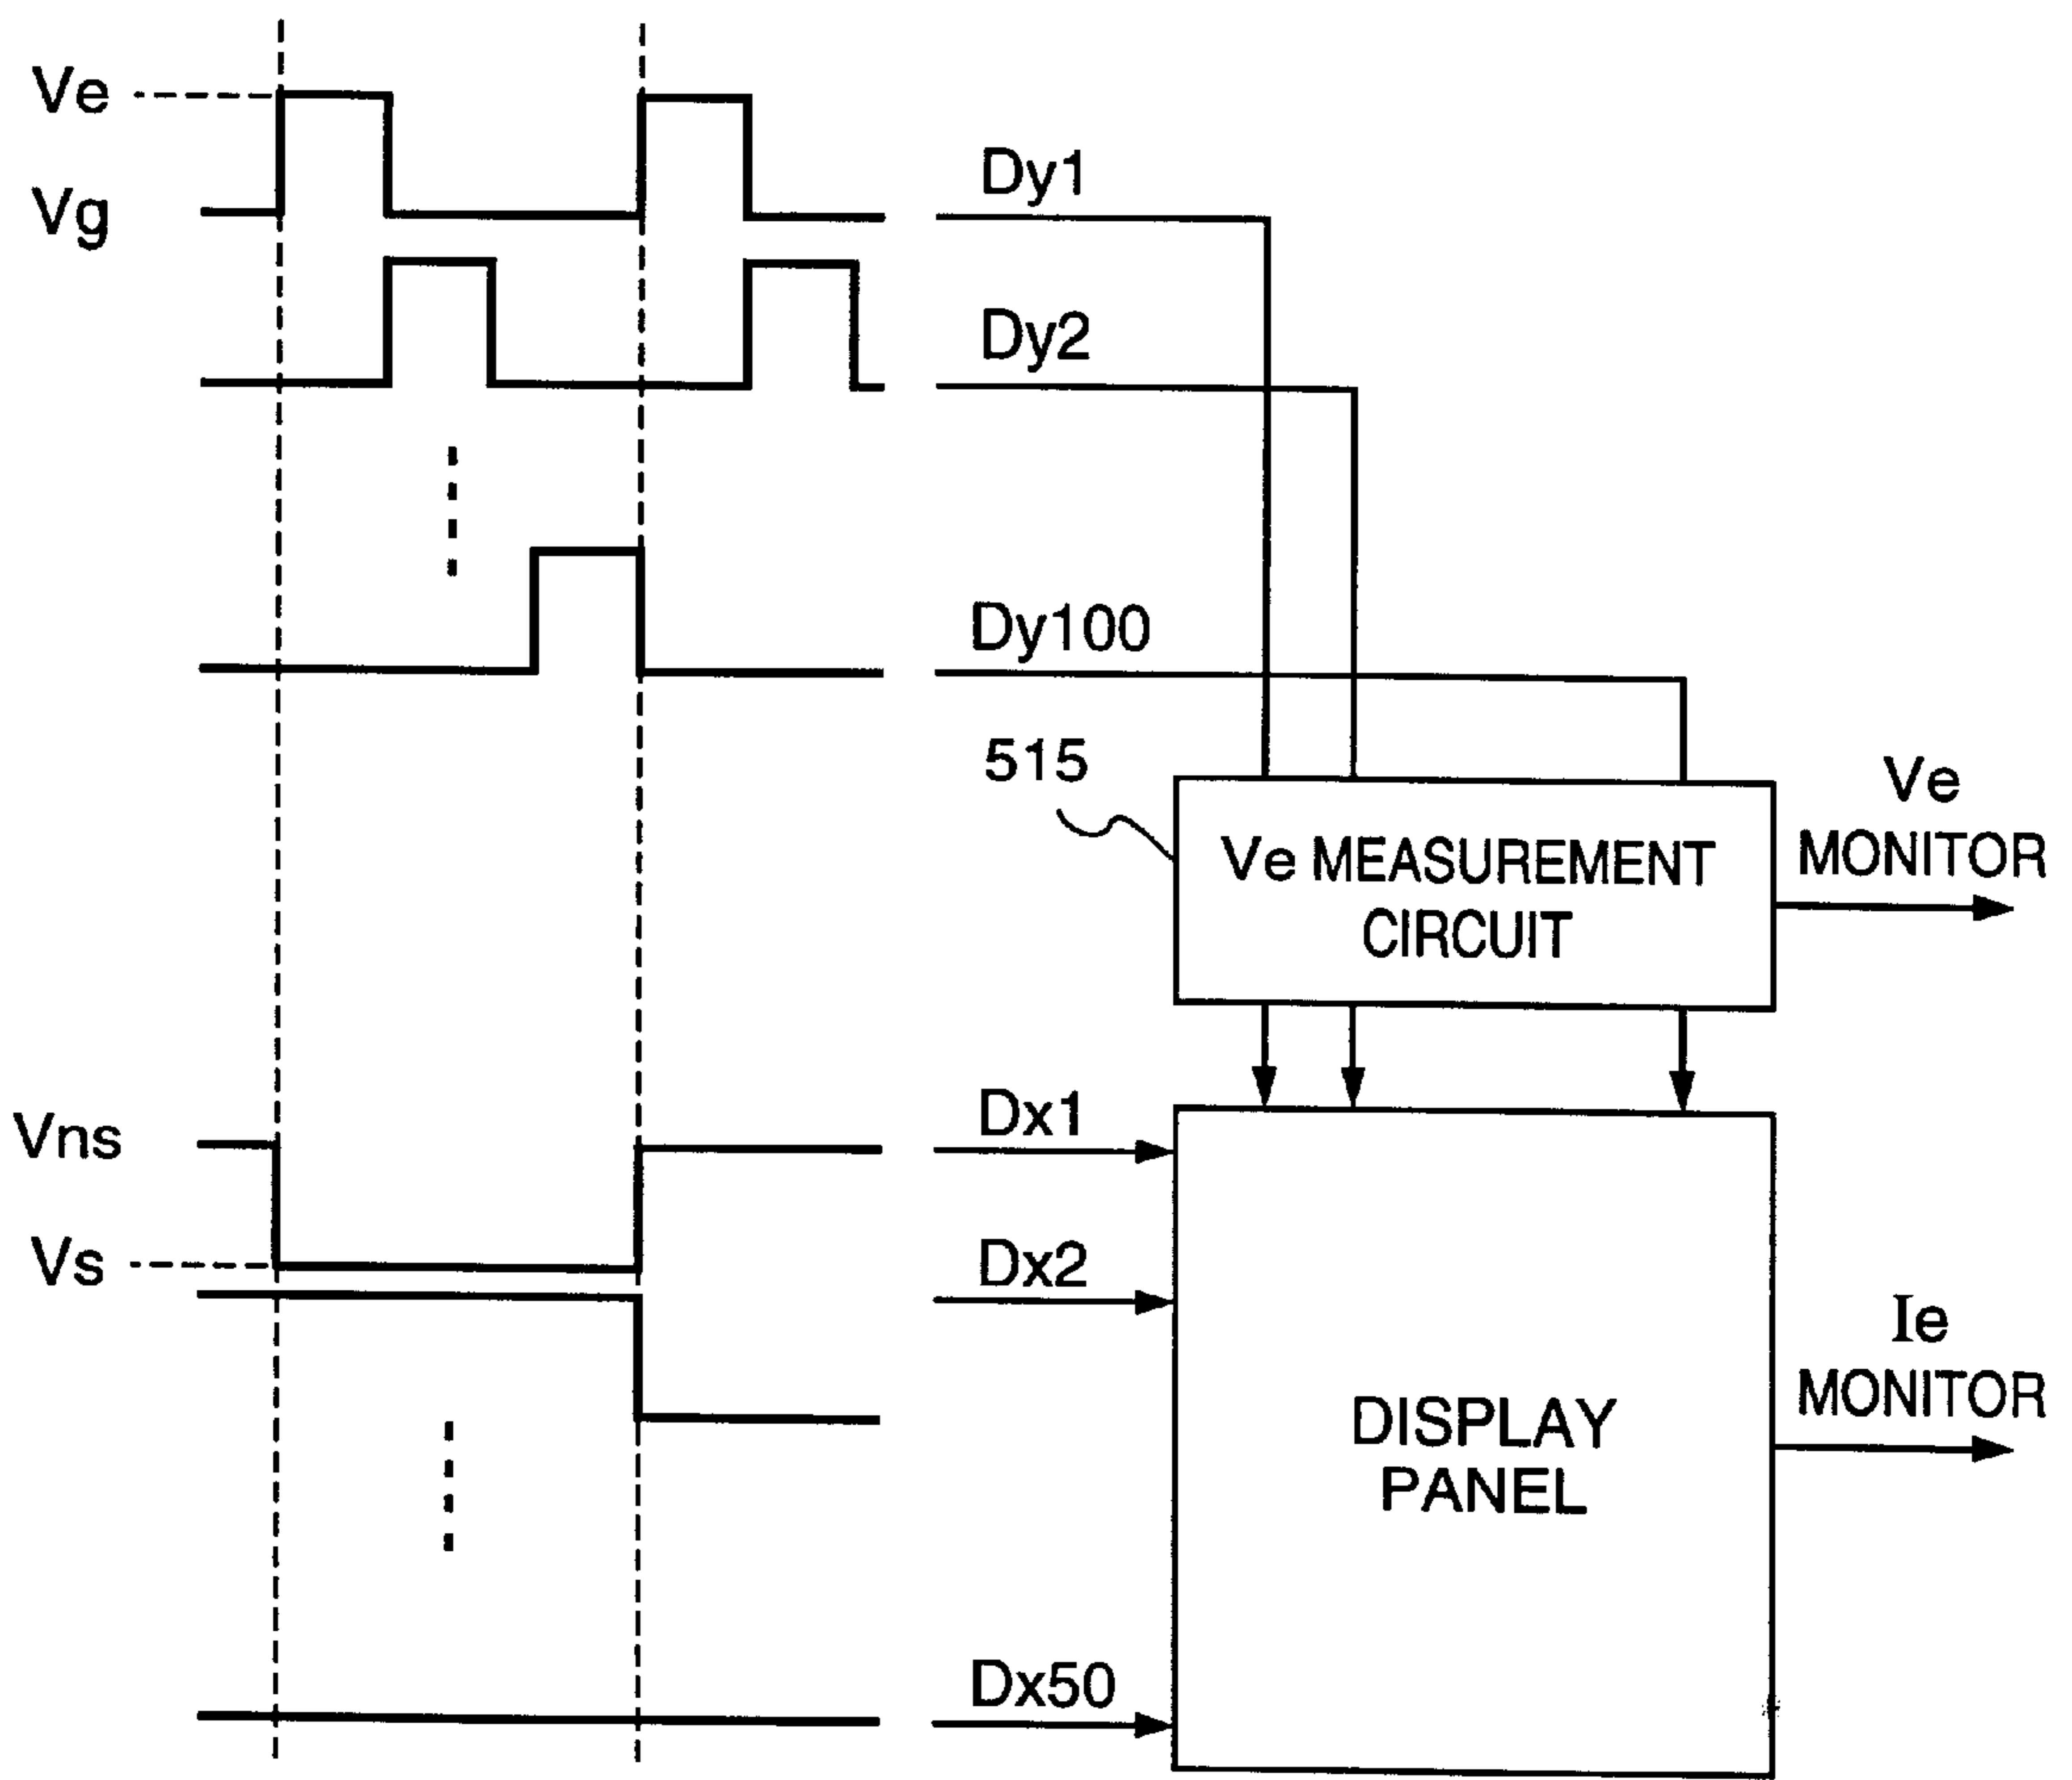 Ve
Vg
Dy1
Dy2
Dy100
515
Ve MEASUREMENT
CIRCUIT
Ve
MONITOR
Vns
Vs
Dx1
Dx2
Ie
MONITOR
DISPLAY
PANEL
Dx50